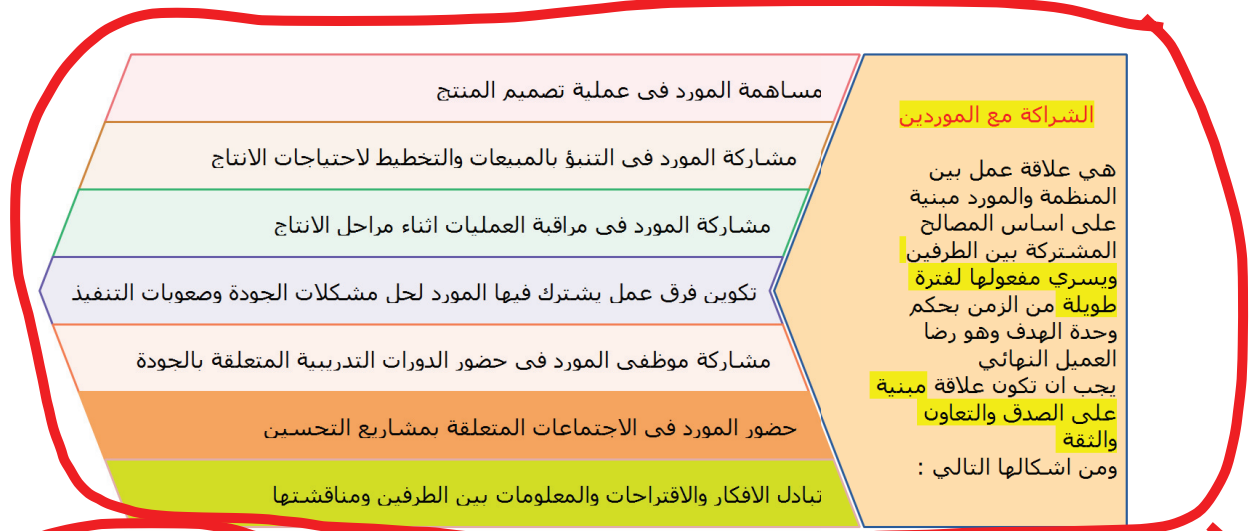 الشراكة مع الموردين
هي علاقة عمل بين
المنظمة والمورد مبنية
على اساس المصالح
المشتركة بين الطرفين
ويسري مفعولها لفترة
طويلة من الزمن بحكم
وحدة الهدف وهو رضا
العميل النهائي
يجب ان تكون علاقة مبنية
على الصدق والتعاون
والثقة
ومن اشكالها التالي :
مساهمة المورد فى عملية تصميم المنتج
مشاركة المورد فى التنبؤ بالمبيعات والتخطيط لاحتياجات الانتاج
مشاركة المورد فى مراقبة العمليات اثناء مراحل الانتاج
تكوين فرق عمل يشترك فيها المورد لحل مشكلات الجودة وصعوبات التنفيذ
مشاركة موظفى المورد فى حضور الدورات التدريبية المتعلقة بالجودة
حضور المورد فى الاجتماعات المتعلقة بمشاريع التحسين
تبادل الافكار والاقتراحات والمعلومات بين الطرفين ومناقشتها